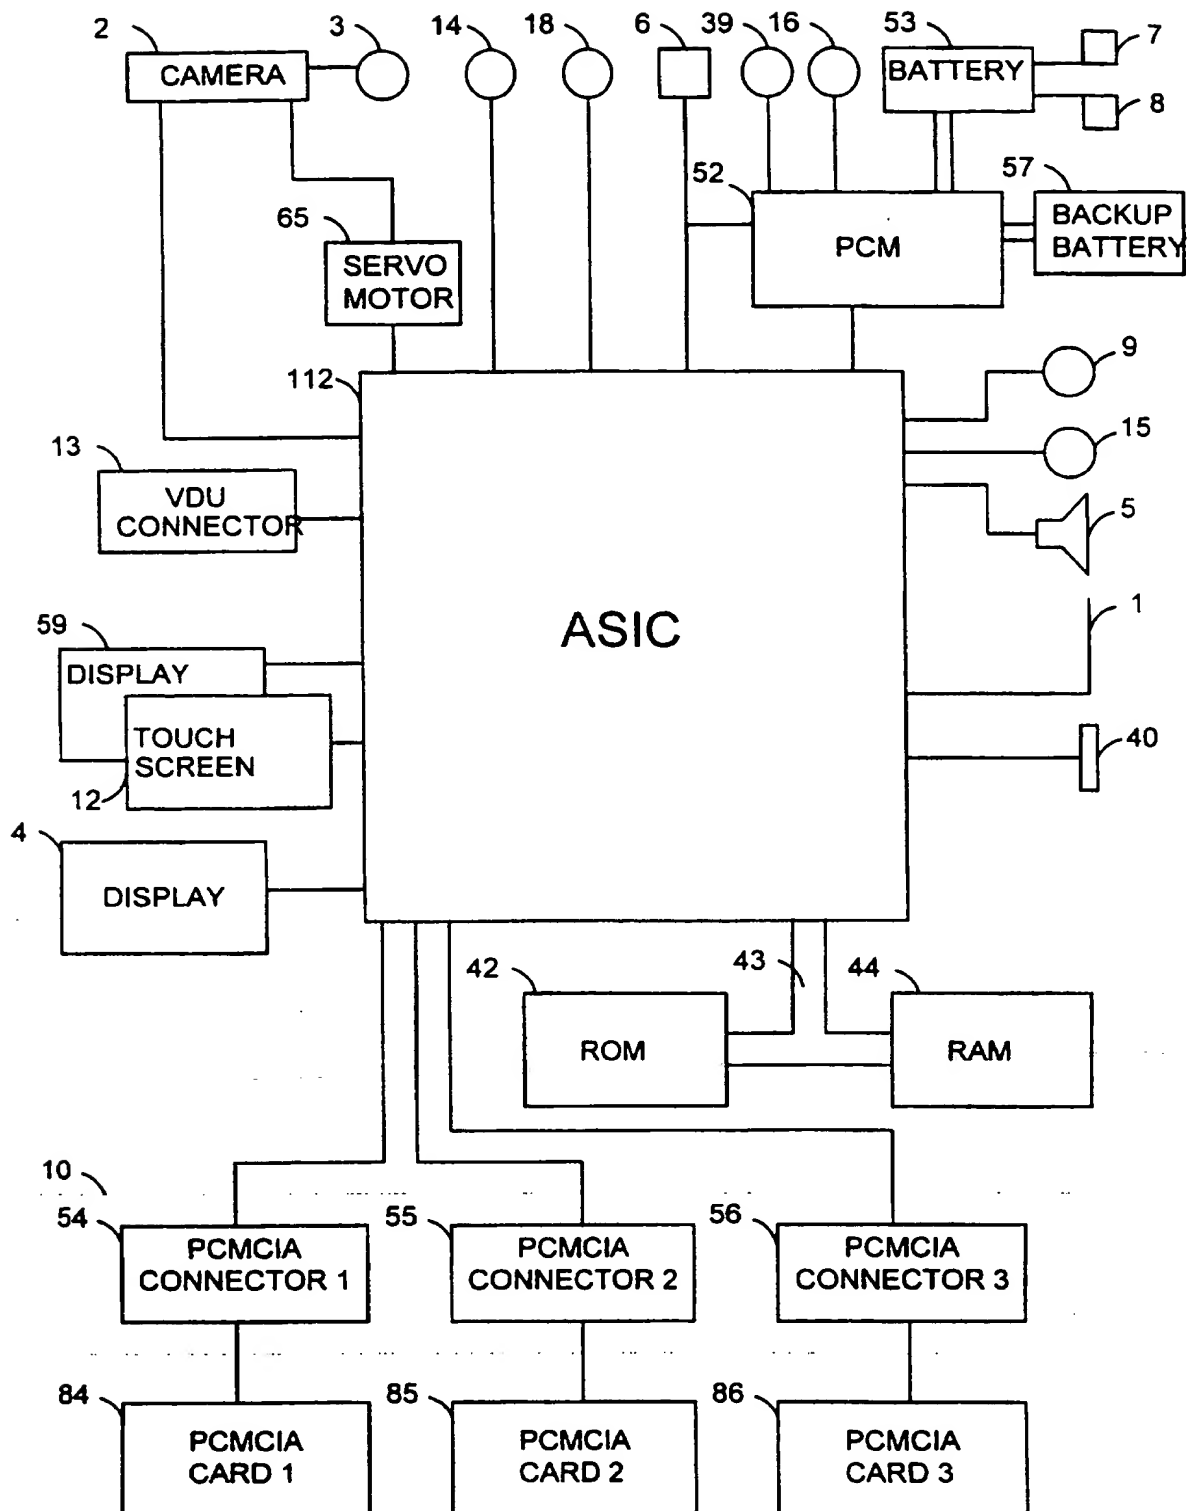 2
3
14
18
6
39
16
53
7
CAMERA
BATTERY
8
52
57
65
BACKUP
BATTERY
PCM
SERVO
MOTOR
9
112
13
15
VDU
CONNECTOR
5
1
ASIC
59
DISPLAY
TOUCH
SCREEN
12
40
4
DISPLAY
42
43
44
ROM
RAM
10
54
55
56
PCMCIA
CONNECTOR 1
PCMCIA
CONNECTOR 2
PCMCIA
CONNECTOR 3
84
85
86
PCMCIA
CARD 1
PCMCIA
CARD 2
PCMCIA
CARD 3